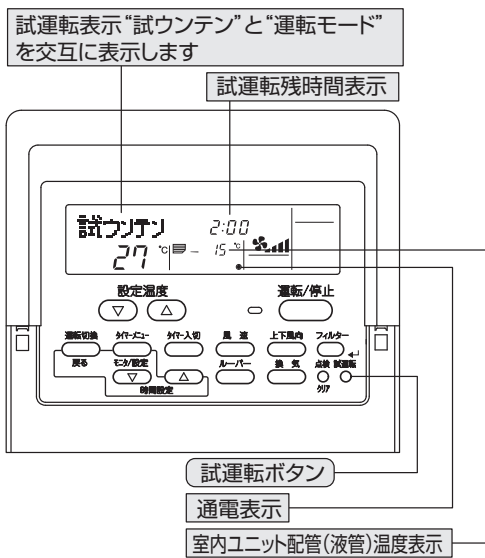 試運転表示“試ウンテン”と“運転モード”
を交互に表示します
試運転残時間表示
試ウンテン 2:00
27 ℃ － 15 ℃
設定温度 運転/停止
▽ △
運転切換 タイマーメニュー タイマー入切 風 速 上下風向 フィルター
戻る モニタ/設定 ルーバー 換 気 点検 試運転
▽ △ クリア
時間設定
試運転ボタン
通電表示
室内ユニット配管(液管)温度表示